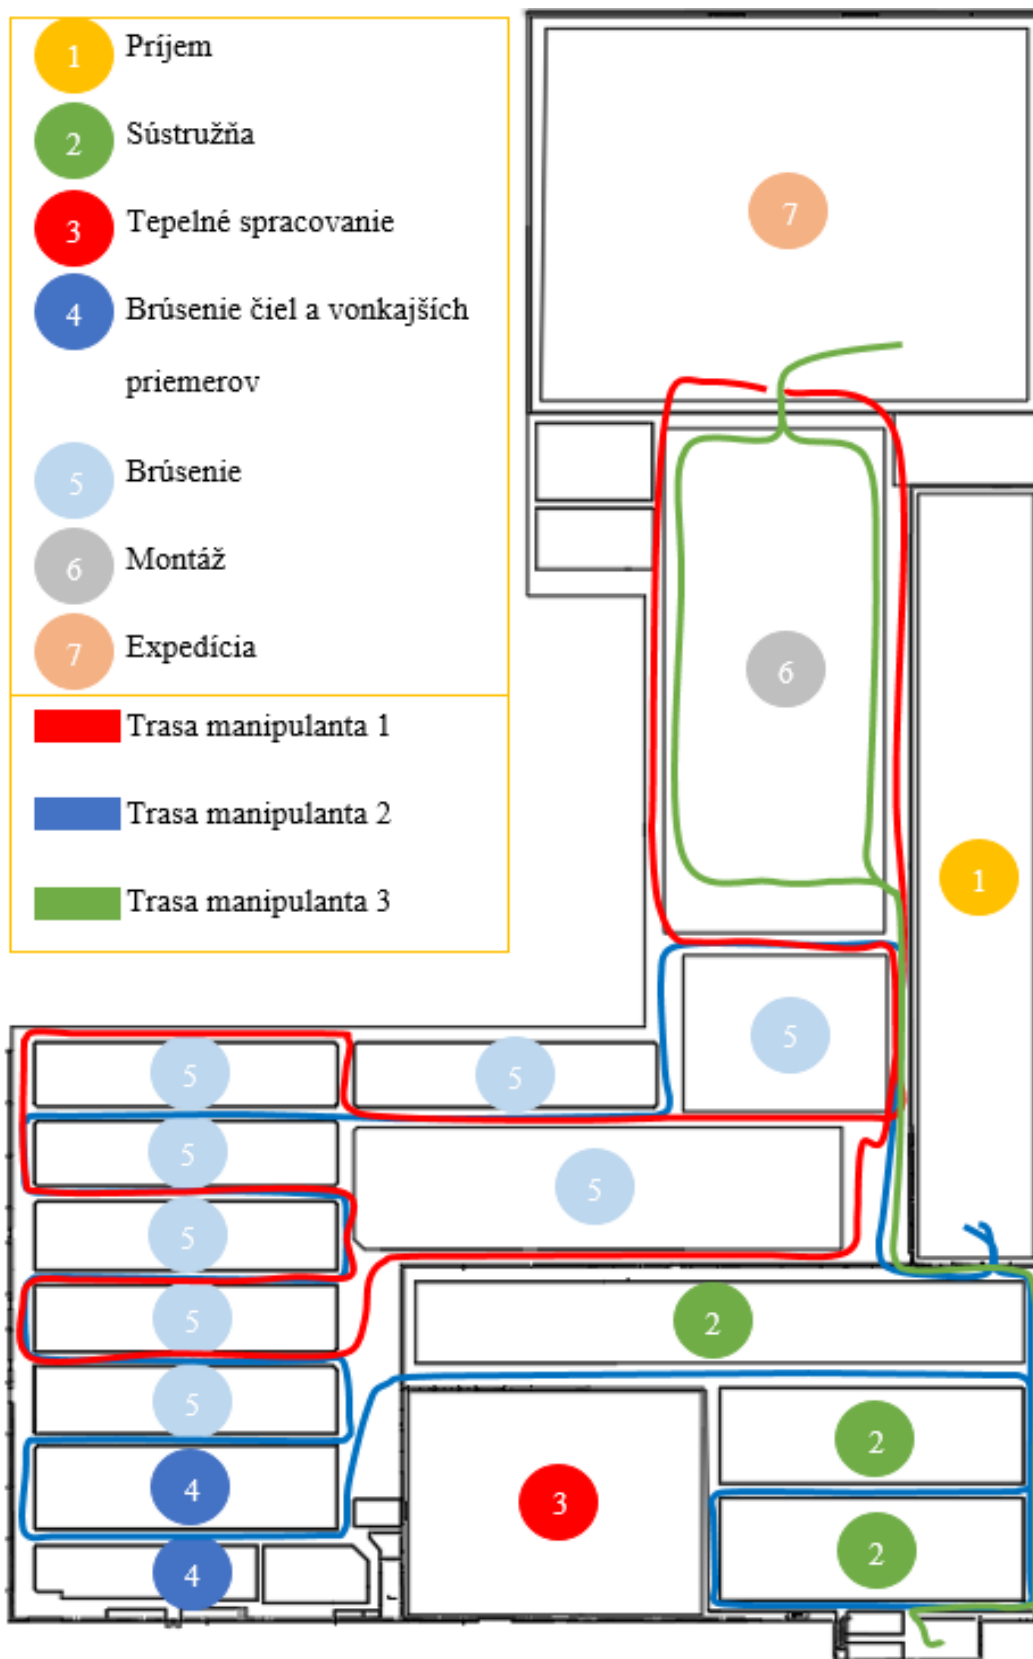 1 Príjem
2 Sústružňa
3 Tepelné spracovanie
4 Brúsenie čiel a vonkajších
priemerov
5 Brúsenie
6 Montáž
7 Expedícia
Trasa manipulanta 1
Trasa manipulanta 2
Trasa manipulanta 3
7
6
1
5
5
5
5
5
5
5
2
5
5
2
4
3
2
4